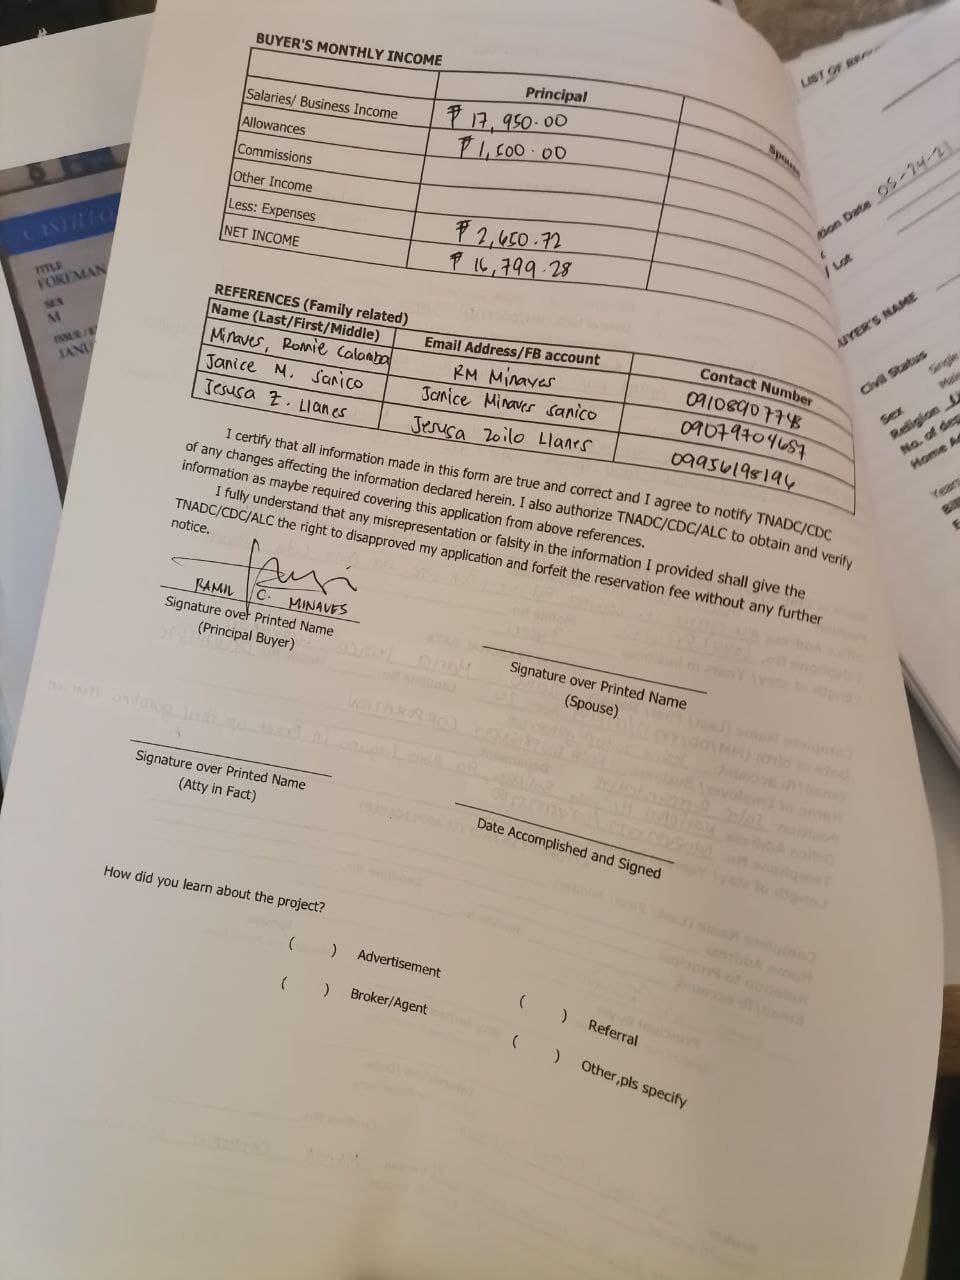 BUYER'S MONTHLY INCOME
Principal
Spouse
Salaries/ Business Income ₱ 17,950.00
Allowances ₱ 1,500.00
Commissions
Other Income
Less: Expenses ₱ 2,650.72
NET INCOME ₱ 16,799.28
REFERENCES (Family related)
Name (Last/First/Middle) Email Address/FB account Contact Number
Minaves, Ronnie Calamba RM Minaves 09108907748
Janice M. Sanico Janice Minaves Sanico 09079704657
Jesusa Z. Llanes Jesusa Zoilo Llanes 09956198196
I certify that all information made in this form are true and correct and I agree to notify TNADC/CDC
of any changes affecting the information declared herein. I also authorize TNADC/CDC/ALC to obtain and verify
information as maybe required covering this application from above references.
I fully understand that any misrepresentation or falsity in the information I provided shall give the
TNADC/CDC/ALC the right to disapproved my application and forfeit the reservation fee without any further
notice.
RAMIL C. MINAVES
Signature over Printed Name
(Principal Buyer)
Signature over Printed Name
(Spouse)
Signature over Printed Name
(Atty in Fact)
Date Accomplished and Signed
How did you learn about the project?
( ) Advertisement
( ) Broker/Agent
( ) Referral
( ) Other,pls specify
LIST OF
Date 05-24-21
Lot
NAME
Civil Status
Sex
Religion
No. of
Home
CASTILLO
TITLE
FOREMAN
SEX
M